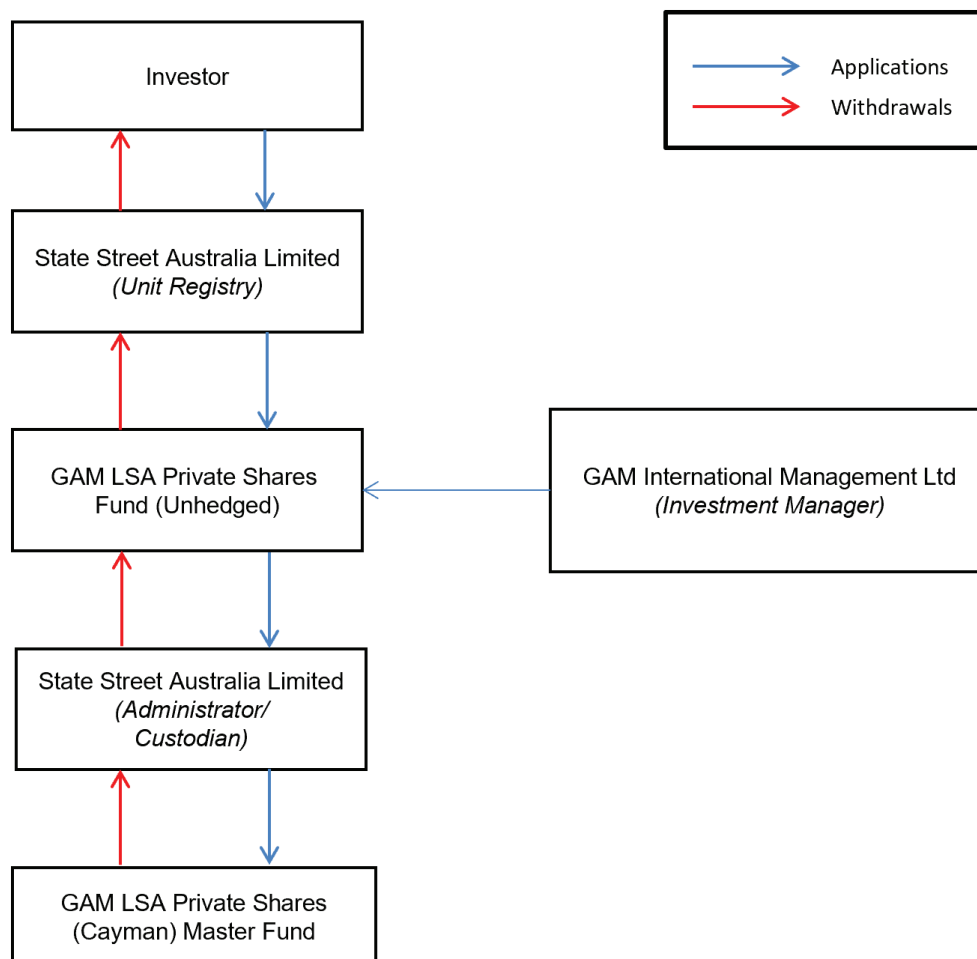 Investor
Applications
Withdrawals
State Street Australia Limited
(Unit Registry)
GAM LSA Private Shares
Fund (Unhedged)
GAM International Management Ltd
(Investment Manager)
State Street Australia Limited
(Administrator/
Custodian)
GAM LSA Private Shares
(Cayman) Master Fund